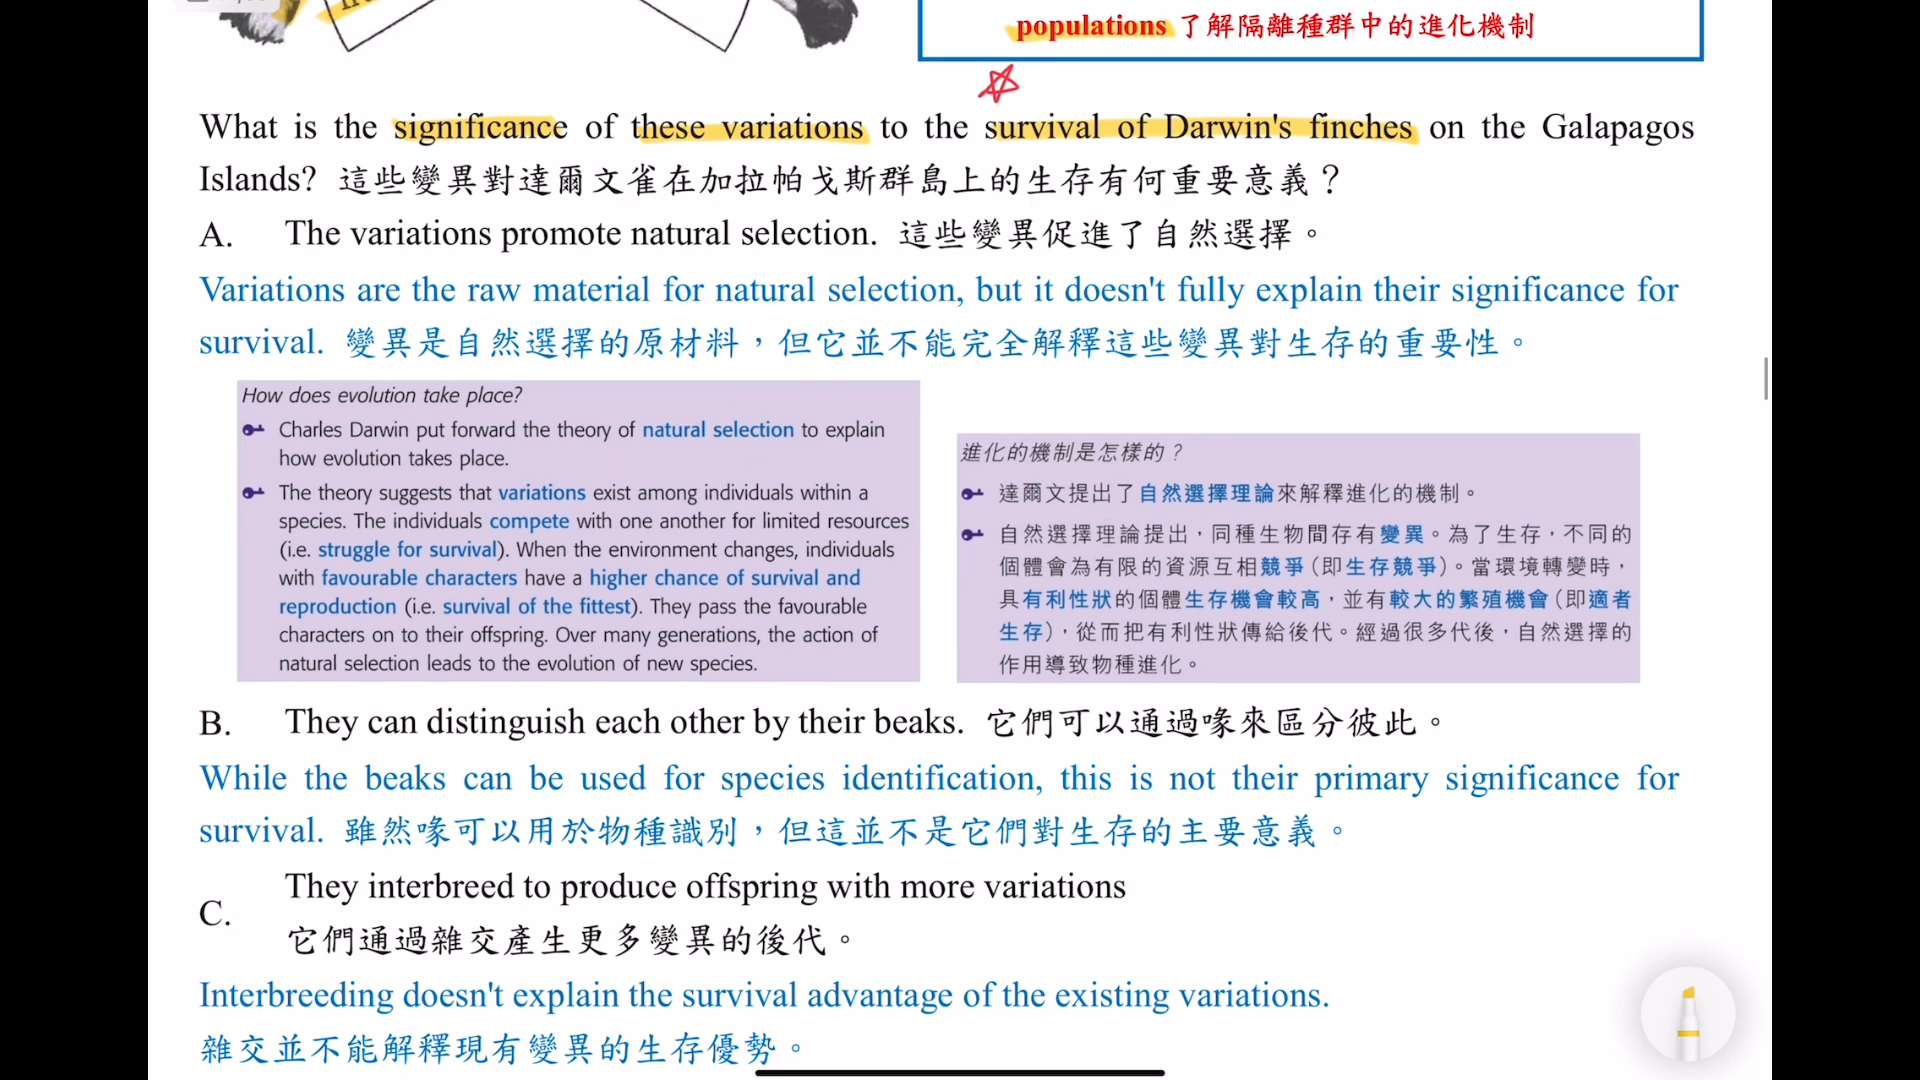 populations 了解隔離種群中的進化機制
What is the significance of these variations to the survival of Darwin's finches on the Galapagos
Islands? 這些變異對達爾文雀在加拉帕戈斯群島上的生存有何重要意義？
A. The variations promote natural selection. 這些變異促進了自然選擇。
Variations are the raw material for natural selection, but it doesn't fully explain their significance for
survival. 變異是自然選擇的原材料，但它並不能完全解釋這些變異對生存的重要性。
How does evolution take place?
Charles Darwin put forward the theory of natural selection to explain
how evolution takes place.
The theory suggests that variations exist among individuals within a
species. The individuals compete with one another for limited resources
(i.e. struggle for survival). When the environment changes, individuals
with favourable characters have a higher chance of survival and
reproduction (i.e. survival of the fittest). They pass the favourable
characters on to their offspring. Over many generations, the action of
natural selection leads to the evolution of new species.
進化的機制是怎樣的？
達爾文提出了自然選擇理論來解釋進化的機制。
自然選擇理論提出，同種生物間存有變異。為了生存，不同的
個體會為有限的資源互相競爭（即生存競爭）。當環境轉變時，
具有利性狀的個體生存機會較高，並有較大的繁殖機會（即適者
生存），從而把有利性狀傳給後代。經過很多代後，自然選擇的
作用導致物種進化。
B. They can distinguish each other by their beaks. 它們可以通過喙來區分彼此。
While the beaks can be used for species identification, this is not their primary significance for
survival. 雖然喙可以用於物種識別，但這並不是它們對生存的主要意義。
C. They interbreed to produce offspring with more variations
它們通過雜交產生更多變異的後代。
Interbreeding doesn't explain the survival advantage of the existing variations.
雜交並不能解釋現有變異的生存優勢。